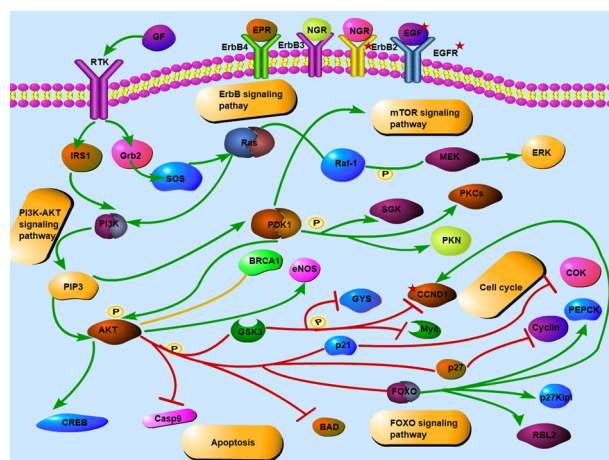 GF
EPR
NGR
NGR
EGF
RTK
ErbB4
ErbB3
ErbB2
EGFR
ErbB signaling
pathay
mTOR signaling
pathway
IRS1
Grb2
SOS
Ras
Raf-1
P
MEK
ERK
PI3K-AKT
signaling
pathway
PI3K
PDK1
P
SGK
PKCs
PKN
PIP3
BRCA1
eNOS
P
AKT
GYS
CCND1
Cell cycle
COK
PEPCK
P
GSK3
P
Myc
Cyclin
p21
p27
FOXO
p27Kipl
CREB
Casp9
Apoptosis
BAD
FOXO signaling
pathway
RBL2